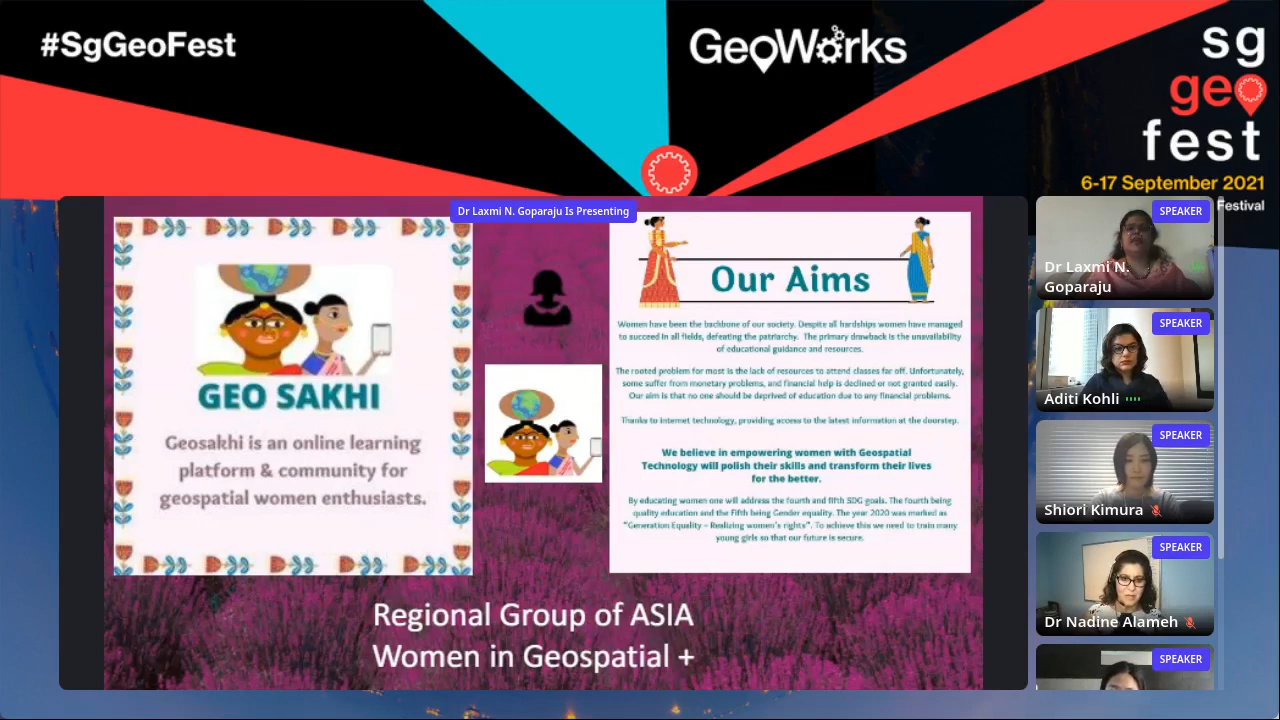 #SgGeoFest
GeoWorks
sg
geo
fest
6-17 September 2021
Festival
Dr Laxmi N. Goparaju Is Presenting
GEO SAKHI
Geosakhi is an online learning
platform & community for
geospatial women enthusiasts.
Our Aims
Women have been the backbone of our society. Despite all hardships women have managed
to succeed in all fields, defeating the patriarchy. The primary drawback is the unavailability
of educational guidance and resources.
The rooted problem for most is the lack of resources to attend classes far off. Unfortunately,
some suffer from monetary problems, and financial help is declined or not granted easily.
Our aim is that no one should be deprived of education due to any financial problems.
Thanks to internet technology, providing access to the latest information at the doorstep.
We believe in empowering women with Geospatial
Technology will polish their skills and transform their lives
for the better.
By educating women one will address the fourth and fifth SDG goals. The fourth being
quality education and the Fifth being Gender equality. The year 2020 was marked as
"Generation Equality – Realizing women's rights". To achieve this we need to train many
young girls so that our future is secure.
Regional Group of ASIA
Women in Geospatial +
SPEAKER
Dr Laxmi N.
Goparaju
SPEAKER
Aditi Kohli
SPEAKER
Shiori Kimura
SPEAKER
Dr Nadine Alameh
SPEAKER